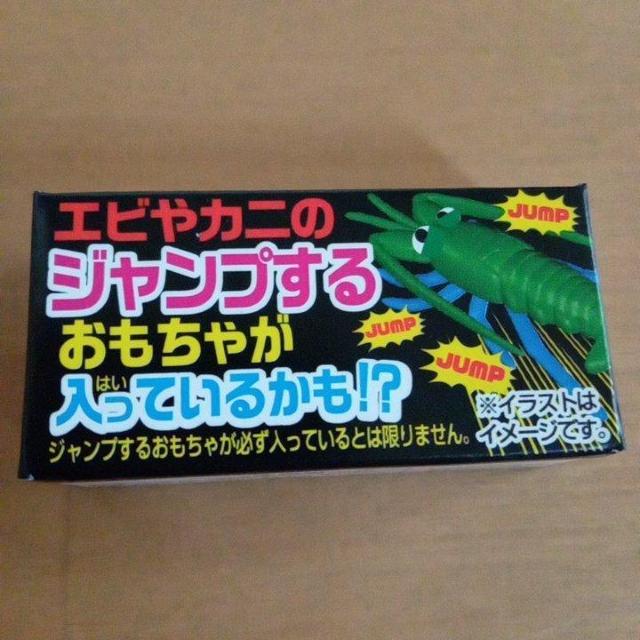 エビやカニの
ジャンプする
おもちゃが
入っているかも!?
はい
ジャンプするおもちゃが必ず入っているとは限りません。
JUMP
JUMP
JUMP
※イラストは
イメージです。